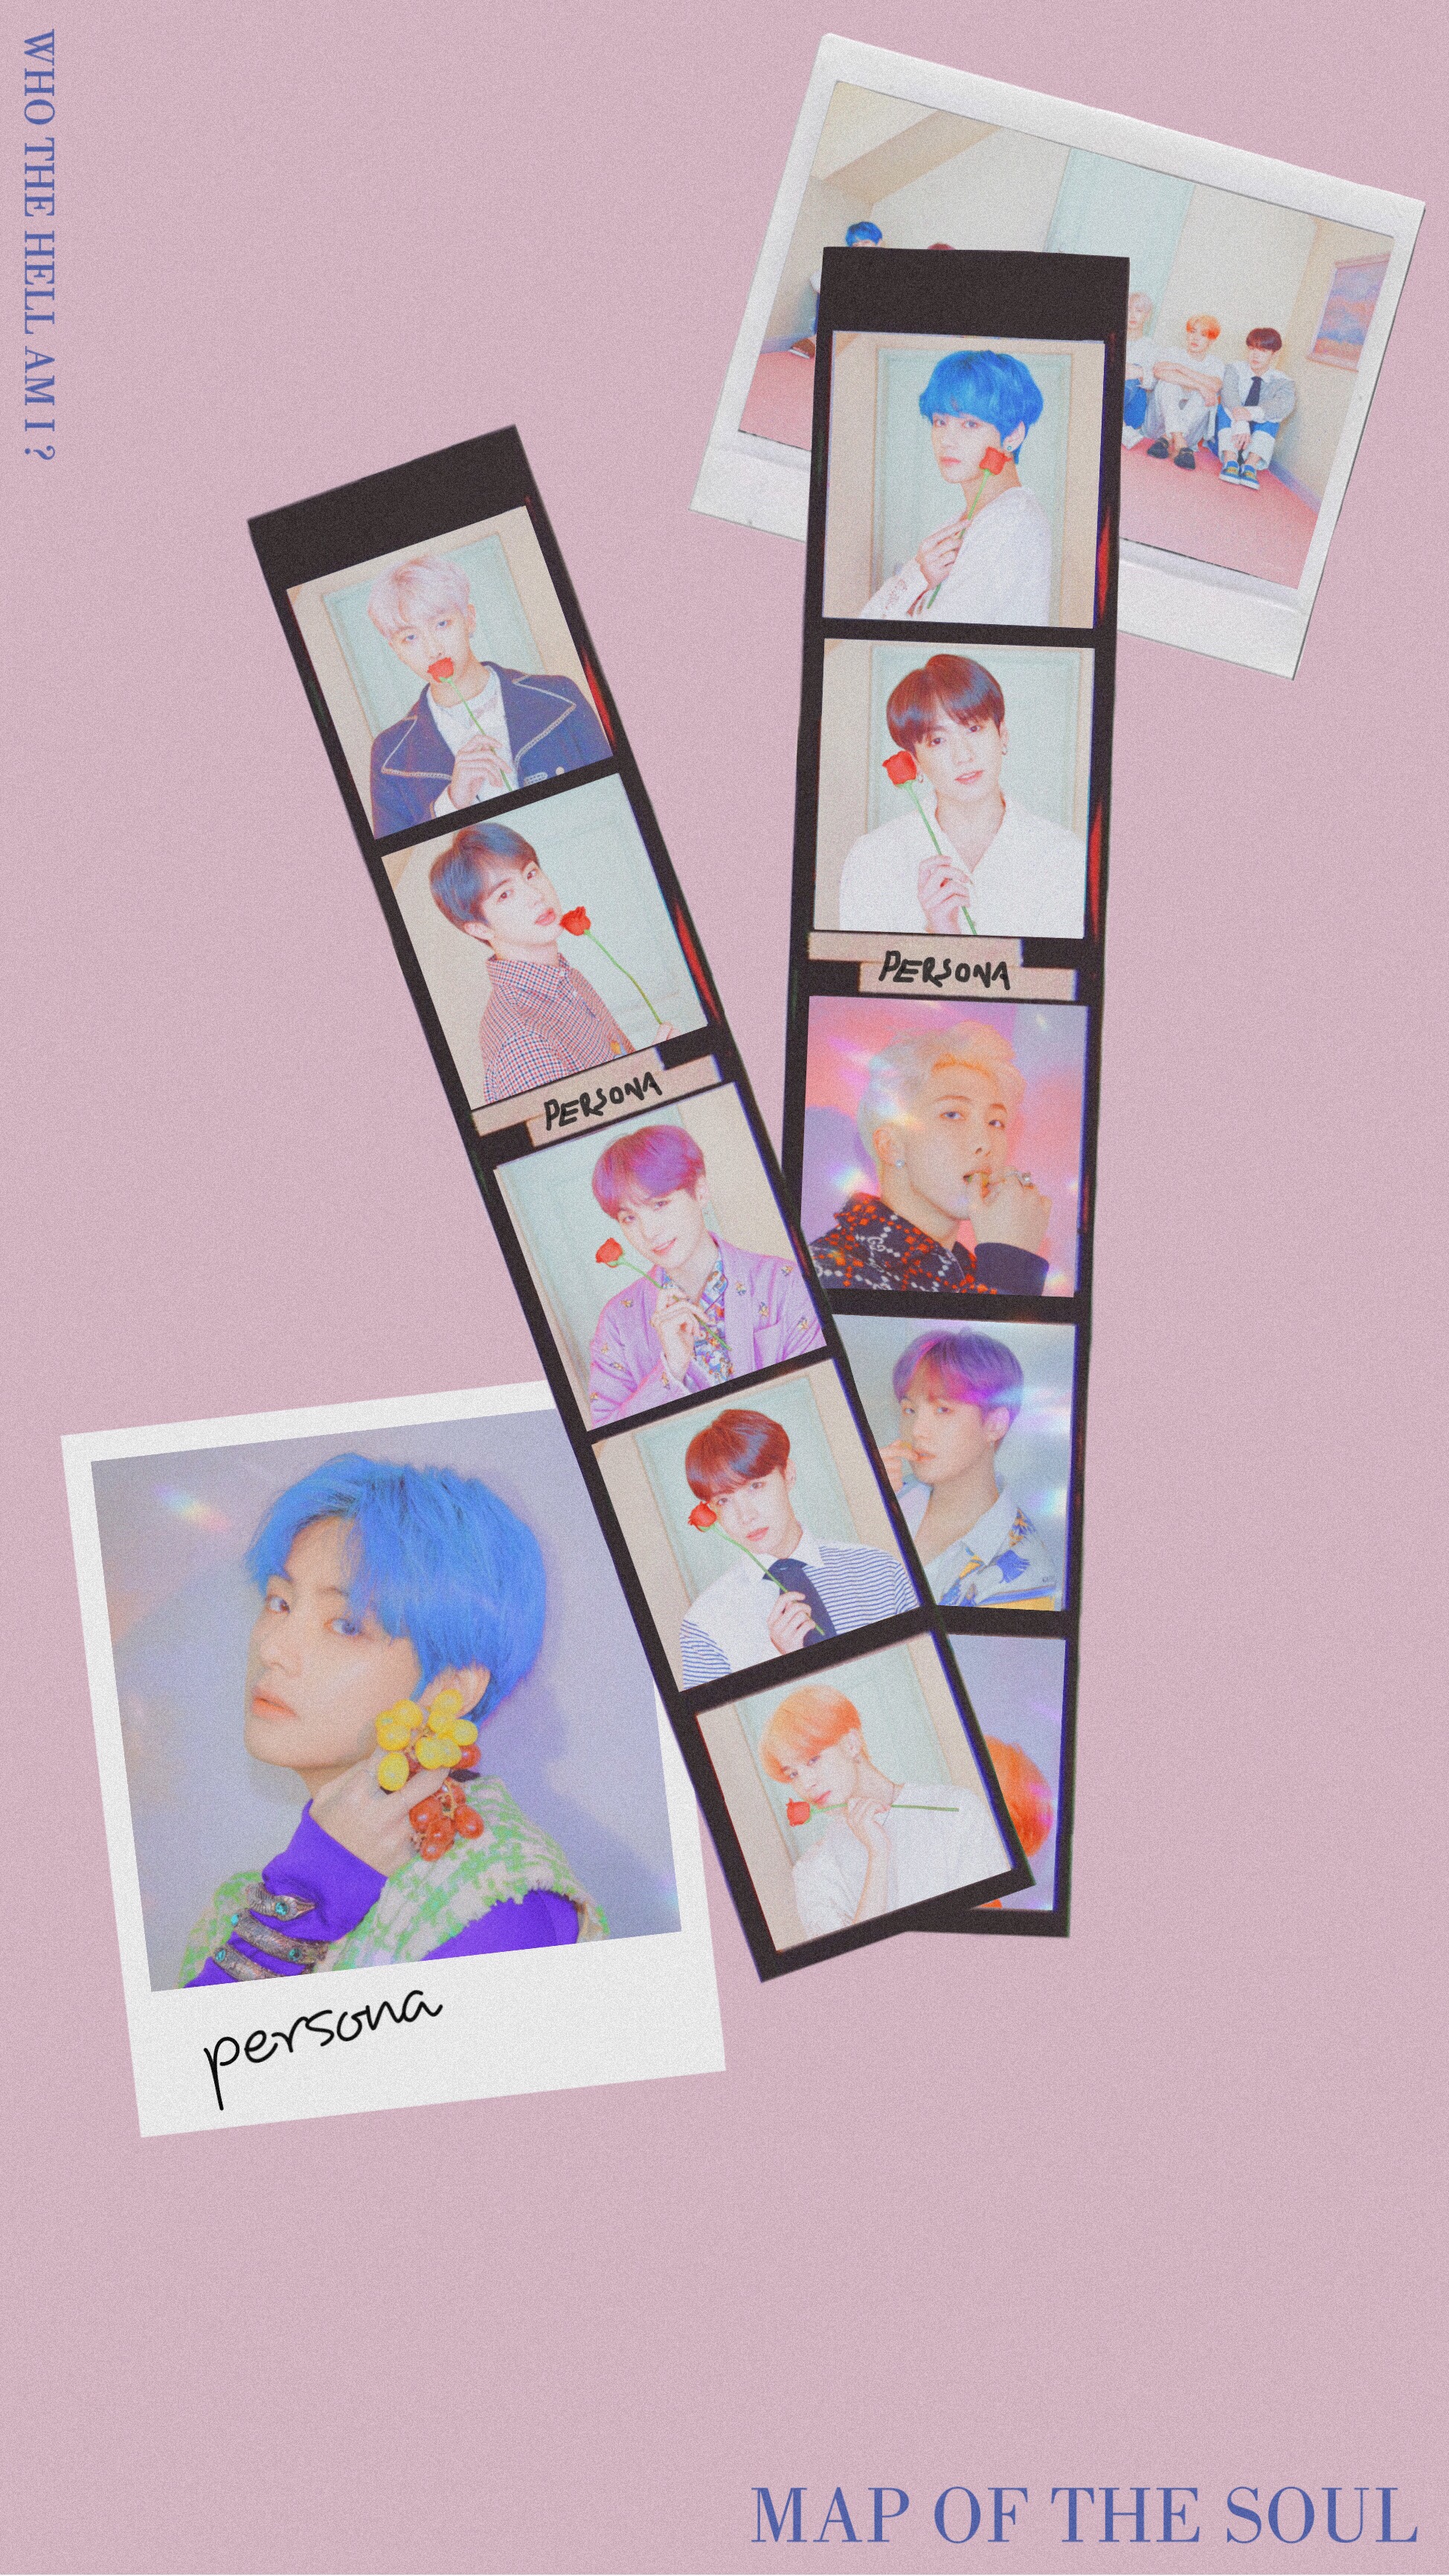 WHO THE HELL AM I ?
PERSONA
PERSONA
persona
MAP OF THE SOUL